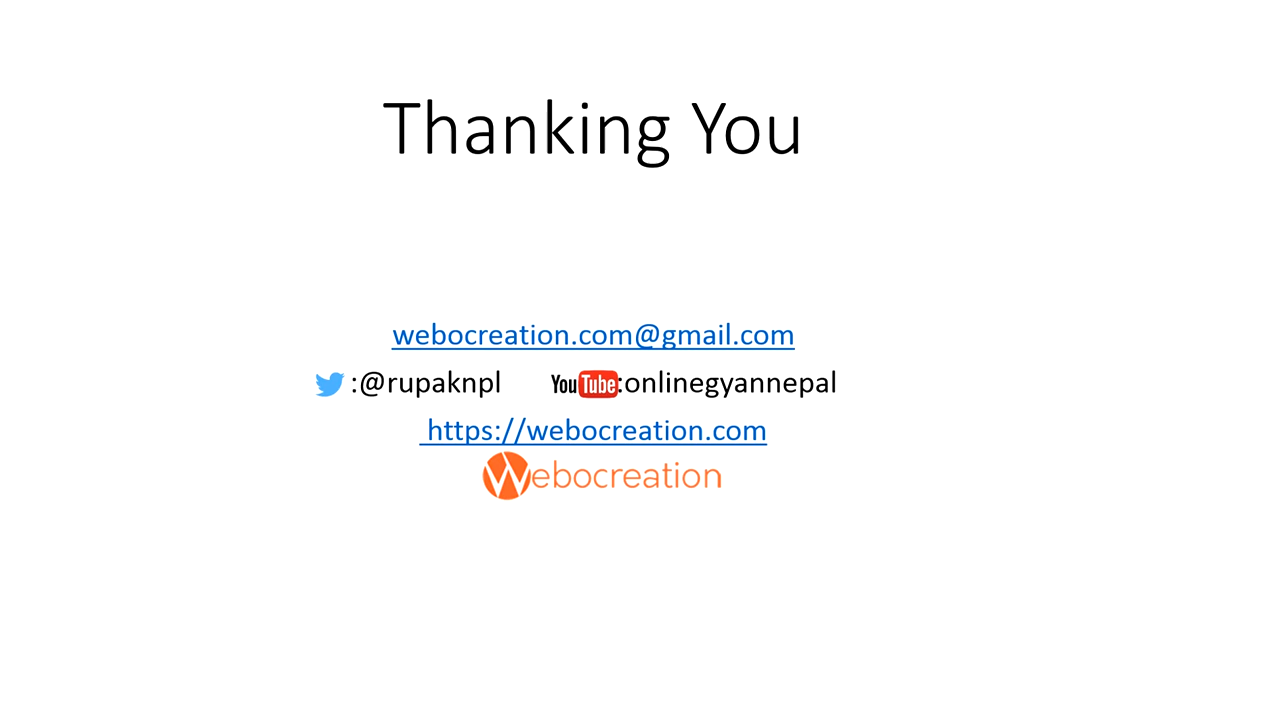 Thanking You
webocreation.com@gmail.com
:@rupaknpl YouTube:onlinegyannepal
https://webocreation.com
Webocreation